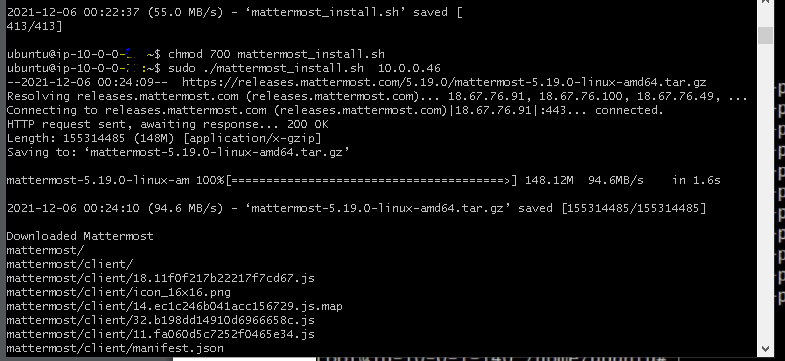 2021-12-06 00:22:37 (55.0 MB/s) - ‘mattermost_install.sh’ saved [
413/413]
ubuntu@ip-10-0-0- ~$ chmod 700 mattermost_install.sh
ubuntu@ip-10-0-0- :~$ sudo ./mattermost_install.sh  10.0.0.46
--2021-12-06 00:24:09--  https://releases.mattermost.com/5.19.0/mattermost-5.19.0-linux-amd64.tar.gz
Resolving releases.mattermost.com (releases.mattermost.com)... 18.67.76.91, 18.67.76.100, 18.67.76.49, ...
Connecting to releases.mattermost.com (releases.mattermost.com)|18.67.76.91|:443... connected.
HTTP request sent, awaiting response... 200 OK
Length: 155314485 (148M) [application/x-gzip]
Saving to: ‘mattermost-5.19.0-linux-amd64.tar.gz’
mattermost-5.19.0-linux-am 100%[=======================================>] 148.12M  94.6MB/s    in 1.6s
2021-12-06 00:24:10 (94.6 MB/s) - ‘mattermost-5.19.0-linux-amd64.tar.gz’ saved [155314485/155314485]
Downloaded Mattermost
mattermost/
mattermost/client/
mattermost/client/18.11f0f217b22217f7cd67.js
mattermost/client/icon_16x16.png
mattermost/client/14.ec1c246b041acc156729.js.map
mattermost/client/32.b198dd14910d6966658c.js
mattermost/client/11.fa060d5c7252f0465e34.js
mattermost/client/manifest.json